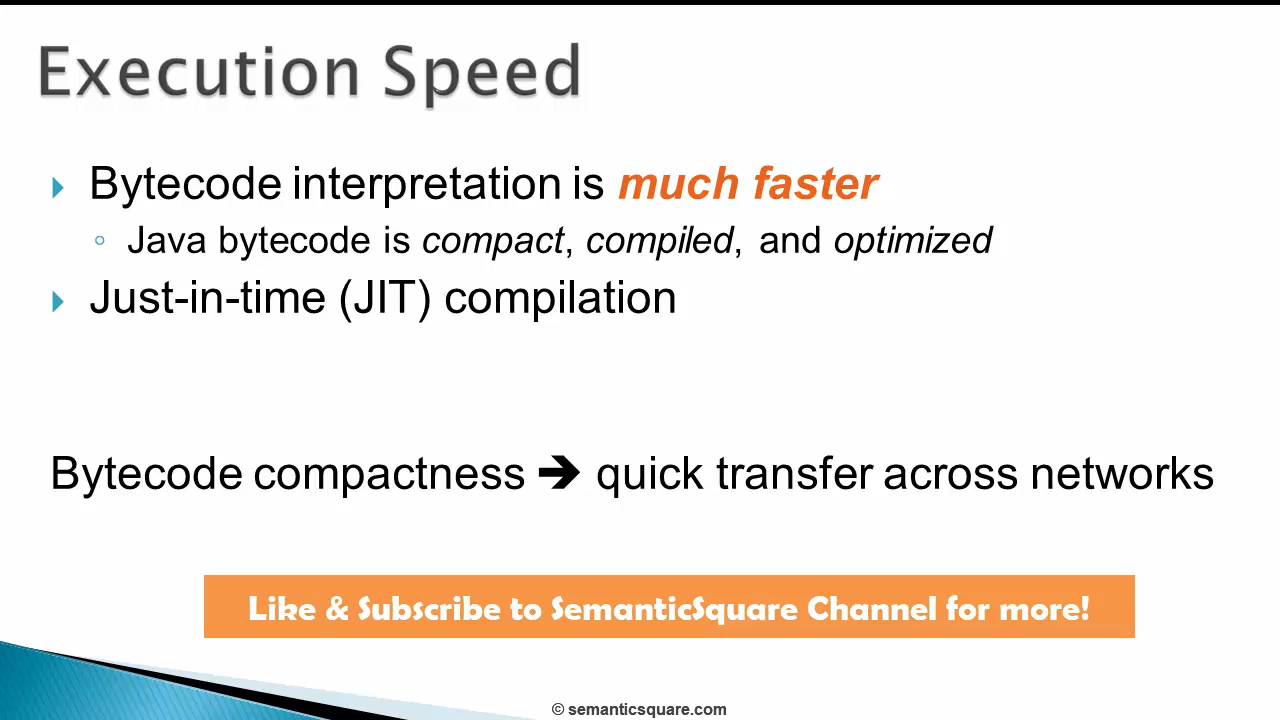 Execution Speed
Bytecode interpretation is much faster
Java bytecode is compact, compiled, and optimized
Just-in-time (JIT) compilation
Bytecode compactness 🡺 quick transfer across networks
Like & Subscribe to SemanticSquare Channel for more!
© semanticsquare.com